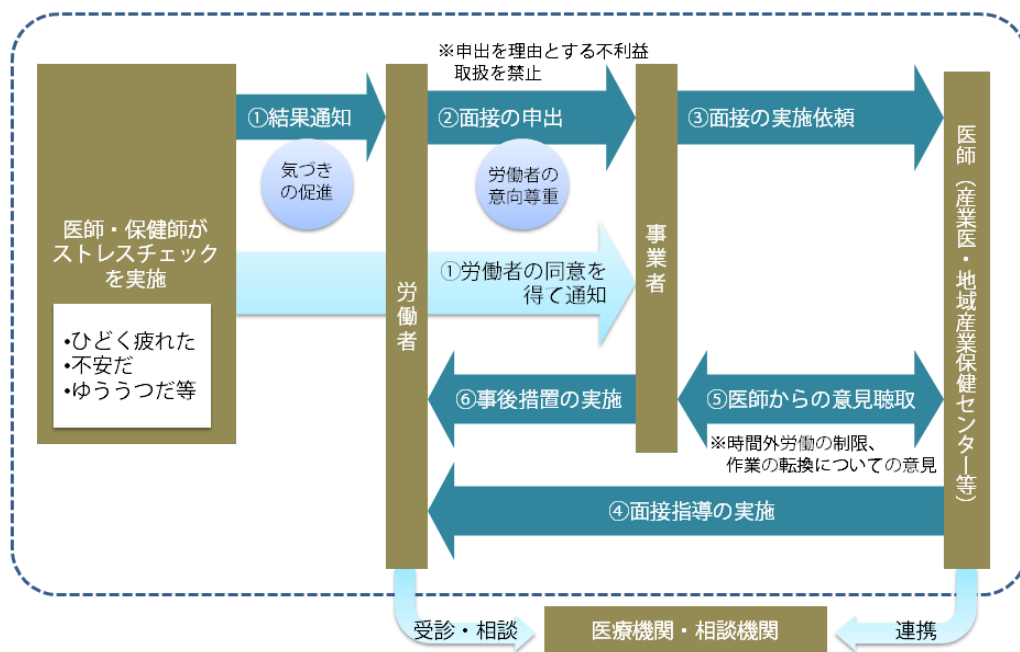 ※申出を理由とする不利益
取扱を禁止
①結果通知
②面接の申出
③面接の実施依頼
気づき
の促進
労働者の
意向尊重
医師・保健師が
ストレスチェック
を実施
•ひどく疲れた
•不安だ
•ゆううつだ等
①労働者の同意を
得て通知
労働者
事業者
医師（産業医・地域産業保健センター等）
⑥事後措置の実施
⑤医師からの意見聴取
※時間外労働の制限、
作業の転換についての意見
④面接指導の実施
受診・相談
医療機関・相談機関
連携